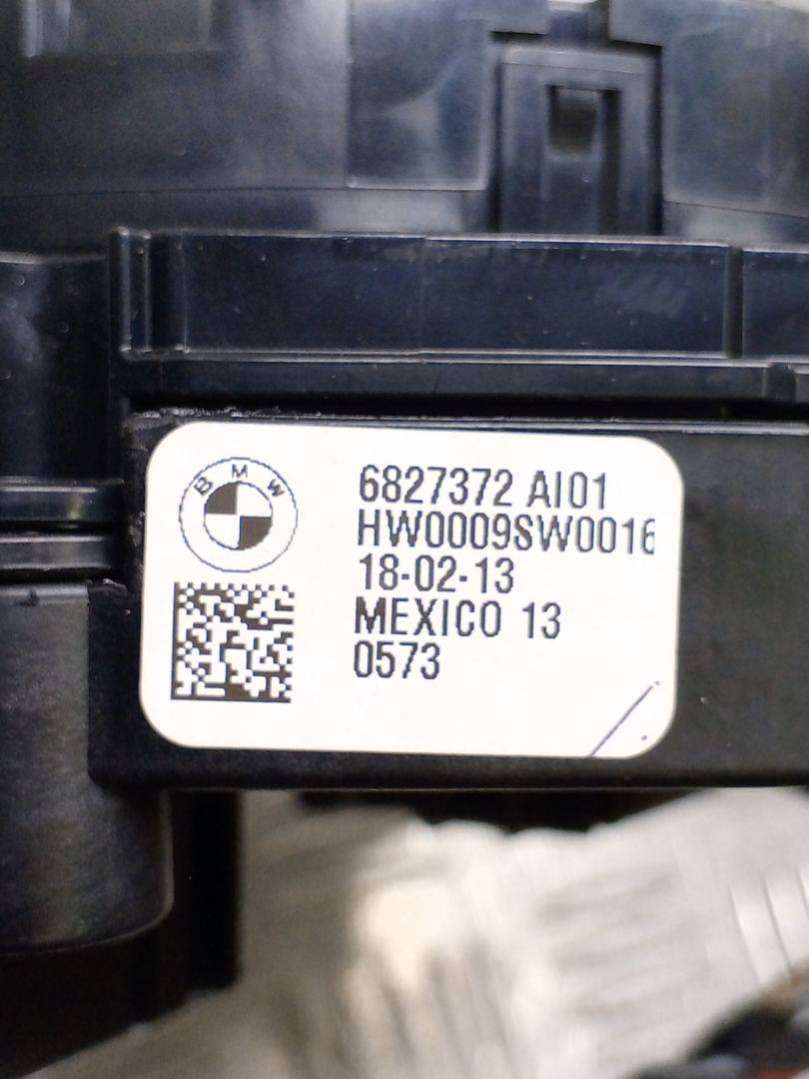 BMW
6827372 AI01
HW0009SW0016
18-02-13
MEXICO 13
0573